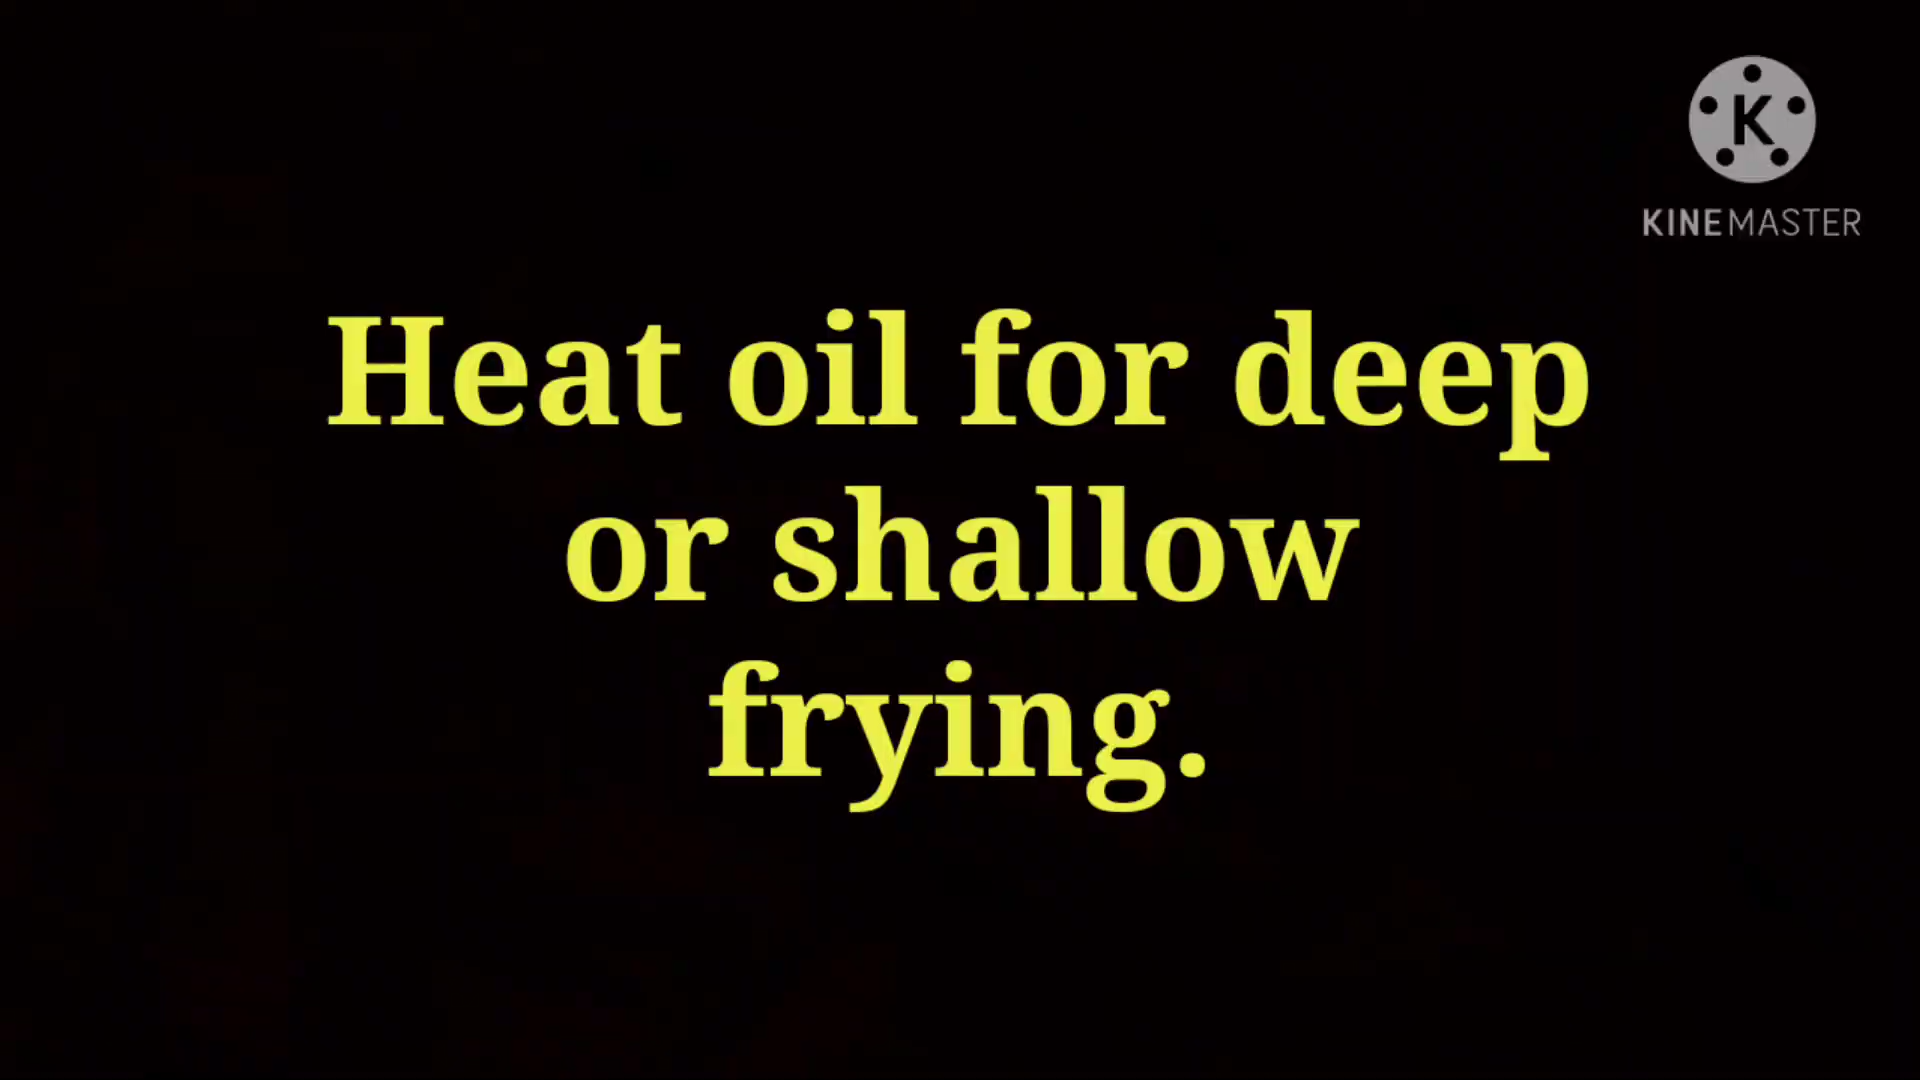 K
KINEMASTER
Heat oil for deep
or shallow
frying.